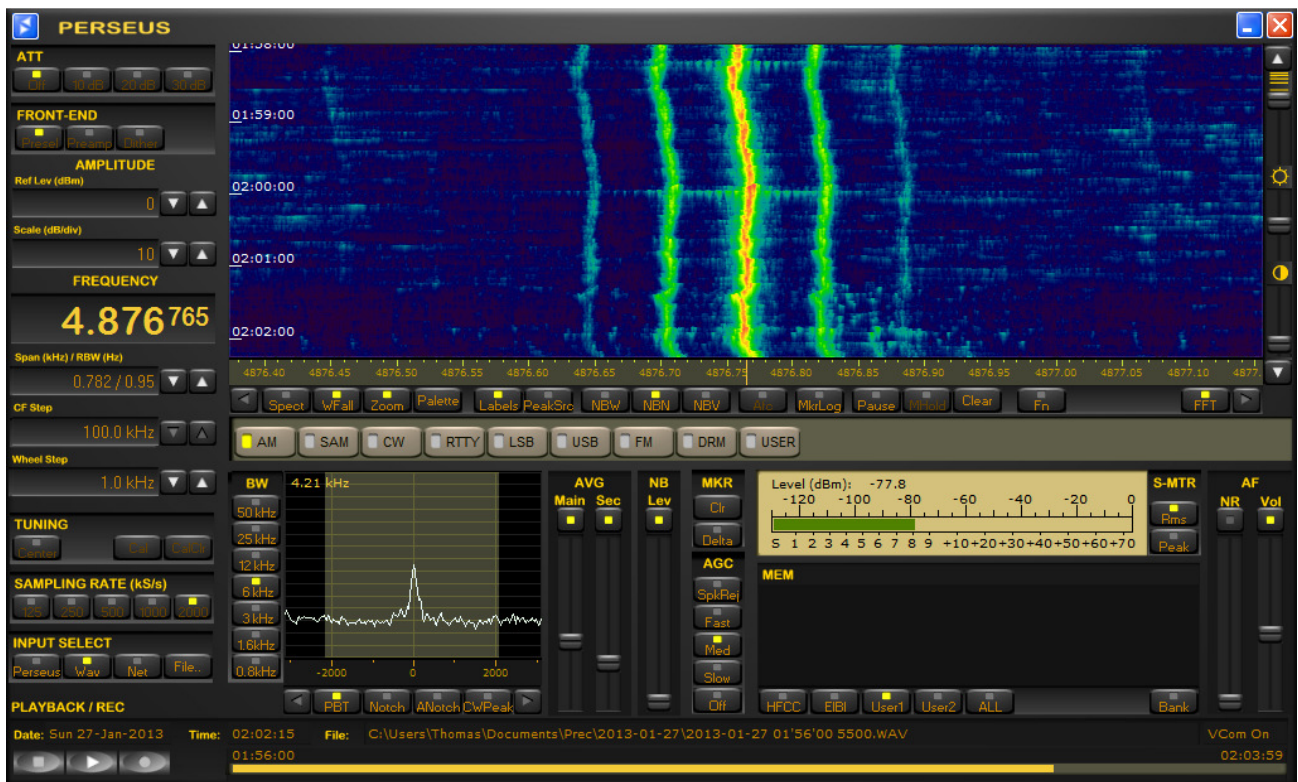 PERSEUS
ATT
Off 10 dB 20 dB 30 dB
FRONT-END
Presel Preamp Dither
AMPLITUDE
Ref Lev (dBm)
0
Scale (dB/div)
10
FREQUENCY
4.876 765
Span (kHz) / RBW (Hz)
0.782 / 0.95
CF Step
100.0 kHz
Wheel Step
1.0 kHz
TUNING
Center Cal CalClr
SAMPLING RATE (kS/s)
125 250 500 1000 2000
INPUT SELECT
Perseus Wav Net File..
PLAYBACK / REC
01:58:00
01:59:00
02:00:00
02:01:00
02:02:00
4876.40 4876.45 4876.50 4876.55 4876.60 4876.65 4876.70 4876.75 4876.80 4876.85 4876.90 4876.95 4877.00 4877.05 4877.10 4877.
Spect WFall Zoom Palette Labels PeakSrc NBW NBN NBV Atc MkrLog Pause MHold Clear Fn FFT
AM SAM CW RTTY LSB USB FM DRM USER
BW
50 kHz
25 kHz
12 kHz
6 kHz
3 kHz
1.6kHz
0.8kHz
4.21 kHz
-2000 0 2000
PBT Notch ANotch CWPeak
AVG
Main Sec
NB
Lev
MKR
Clr
Delta
AGC
SpkRej
Fast
Med
Slow
Off
Level (dBm): -77.8
-120 -100 -80 -60 -40 -20 0
S 1 2 3 4 5 6 7 8 9 +10+20+30+40+50+60+70
S-MTR
Rms
Peak
AF
NR Vol
MEM
HFCC EIBI User1 User2 ALL Bank
Date: Sun 27-Jan-2013 Time: 02:02:15 File: C:\Users\Thomas\Documents\Prec\2013-01-27\2013-01-27 01'56'00 5500.WAV VCom On
01:56:00 02:03:59